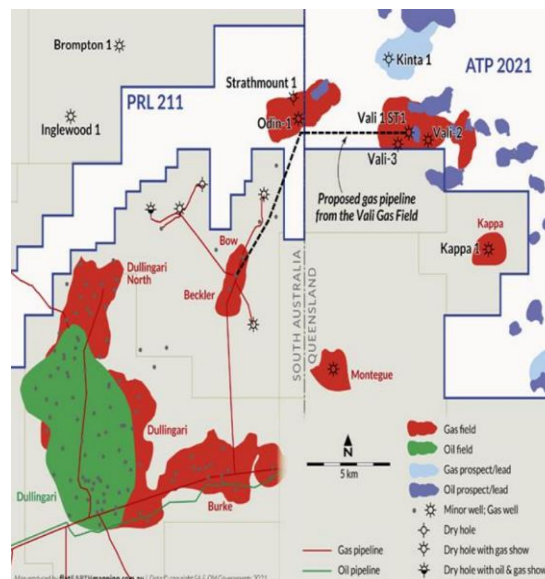 Brompton 1
Kinta 1
ATP 2021
PRL 211
Strathmount 1
Inglewood 1
Odin-1
Vali 1 ST1
Vali-2
Vali-3
Proposed gas pipeline
from the Vali Gas Field
Kappa
Kappa 1
Bow
Beckler
Dullingari
North
SOUTH AUSTRALIA
QUEENSLAND
Montegue
Dullingari
Dullingari
Burke
N
5 km
Gas field
Oil field
Gas prospect/lead
Oil prospect/lead
Minor well; Gas well
Dry hole
Dry hole with gas show
Dry hole with oil & gas show
Gas pipeline
Oil pipeline